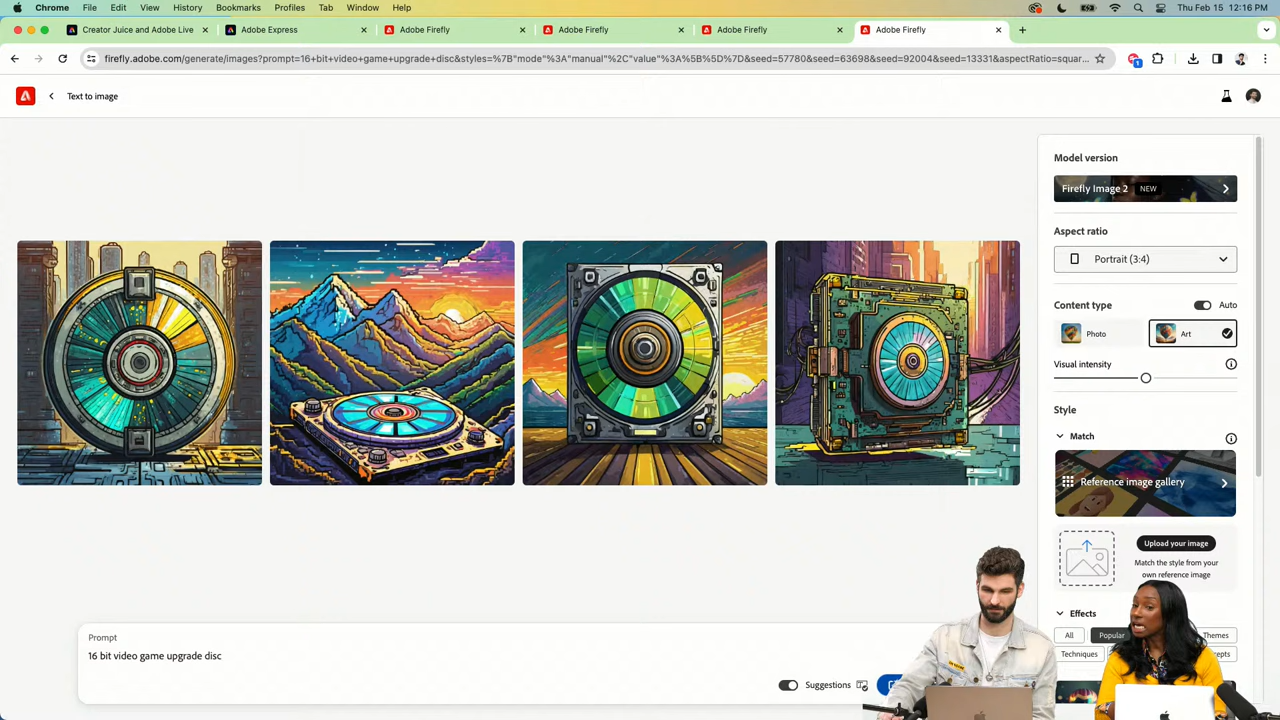 Chrome File Edit View History Bookmarks Profiles Tab Window Help Thu Feb 15 12:16 PM
Creator Juice and Adobe Live Adobe Express Adobe Firefly Adobe Firefly Adobe Firefly Adobe Firefly
firefly.adobe.com/generate/images?prompt=16+bit+video+game+upgrade+disc&styles=%7B"mode"%3A"manual"%2C"value"%3A%5B%5D%7D&seed=57780&seed=63698&seed=92004&seed=13331&aspectRatio=squar...
Text to image
Model version
Firefly Image 2 NEW
Aspect ratio
Portrait (3:4)
Content type Auto
Photo Art
Visual intensity
Style
Match
Reference image gallery
Upload your image
Match the style from your
own reference image
Effects
All Popular Themes
Techniques
Prompt
16 bit video game upgrade disc
Suggestions